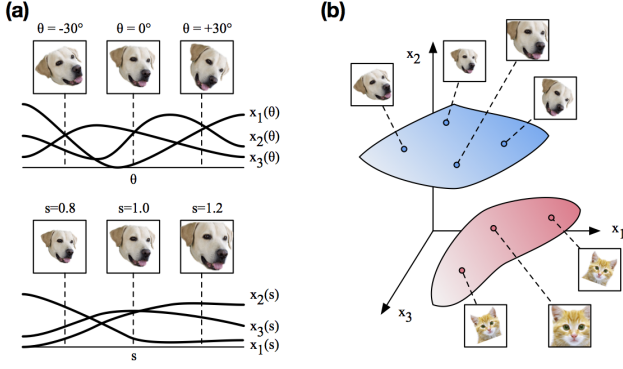 (a)
θ = -30° θ = 0° θ = +30°
x1(θ)
x2(θ)
x3(θ)
θ
s=0.8 s=1.0 s=1.2
x2(s)
x3(s)
x1(s)
s
(b)
x2
x1
x3